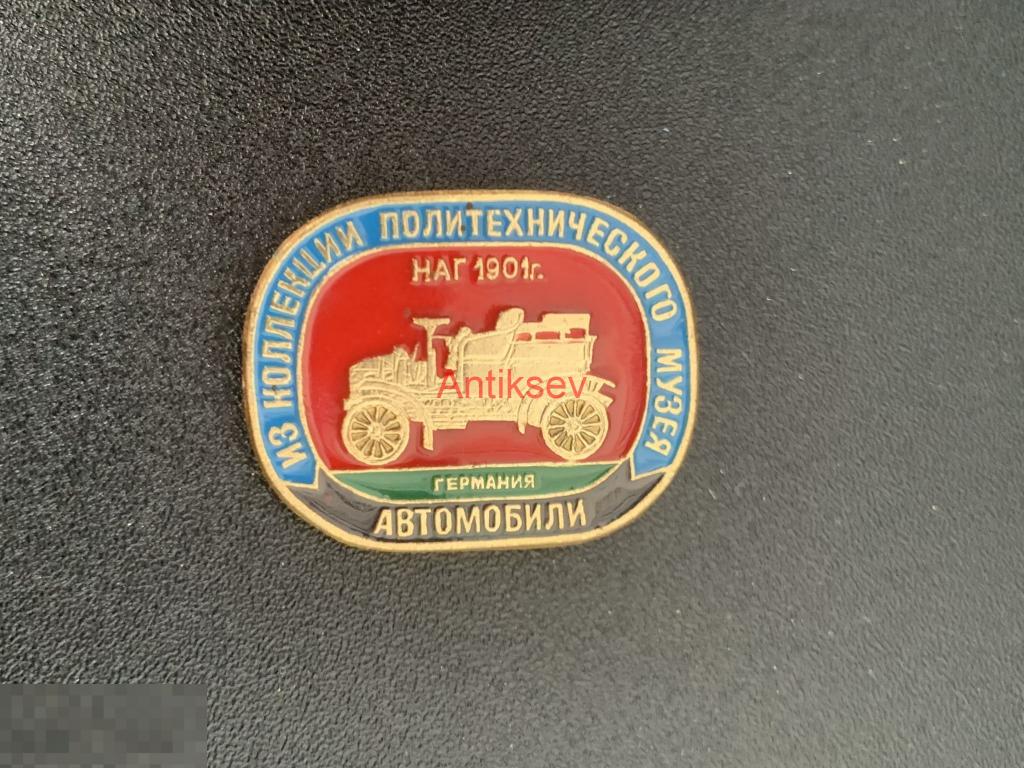 ИЗ КОЛЛЕКЦИИ ПОЛИТЕХНИЧЕСКОГО МУЗЕЯ
НАГ 1901г.
Antiksev
ГЕРМАНИЯ
АВТОМОБИЛИ